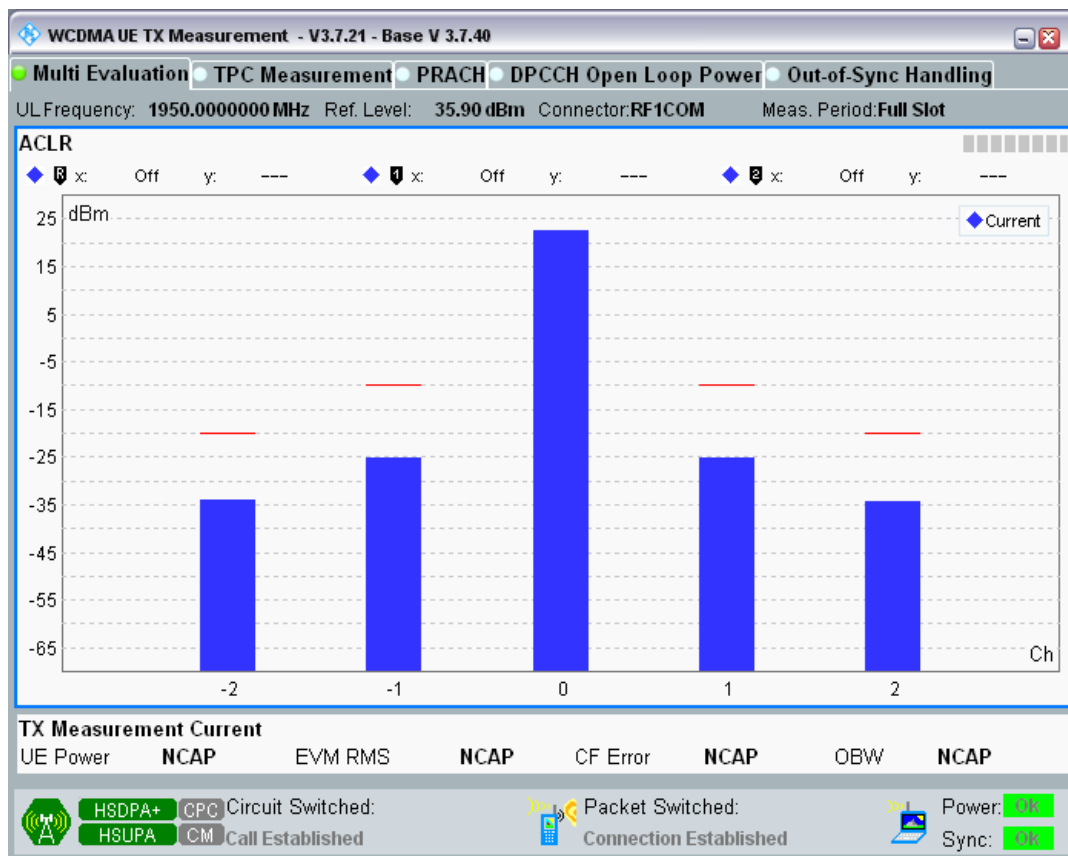 WCDMA UE TX Measurement - V3.7.21 - Base V 3.7.40
Multi Evaluation TPC Measurement PRACH DPCCH Open Loop Power Out-of-Sync Handling
UL Frequency: 1950.0000000 MHz Ref. Level: 35.90 dBm Connector:RF1COM Meas. Period:Full Slot
ACLR
R x: Off y: --- 1 x: Off y: --- 2 x: Off y: ---
dBm
Current
25
15
5
-5
-15
-25
-35
-45
-55
-65
Ch
-2 -1 0 1 2
TX Measurement Current
UE Power NCAP EVM RMS NCAP CF Error NCAP OBW NCAP
HSDPA+ CPC Circuit Switched: Packet Switched: Power: OK
HSUPA CM Call Established Connection Established Sync: OK